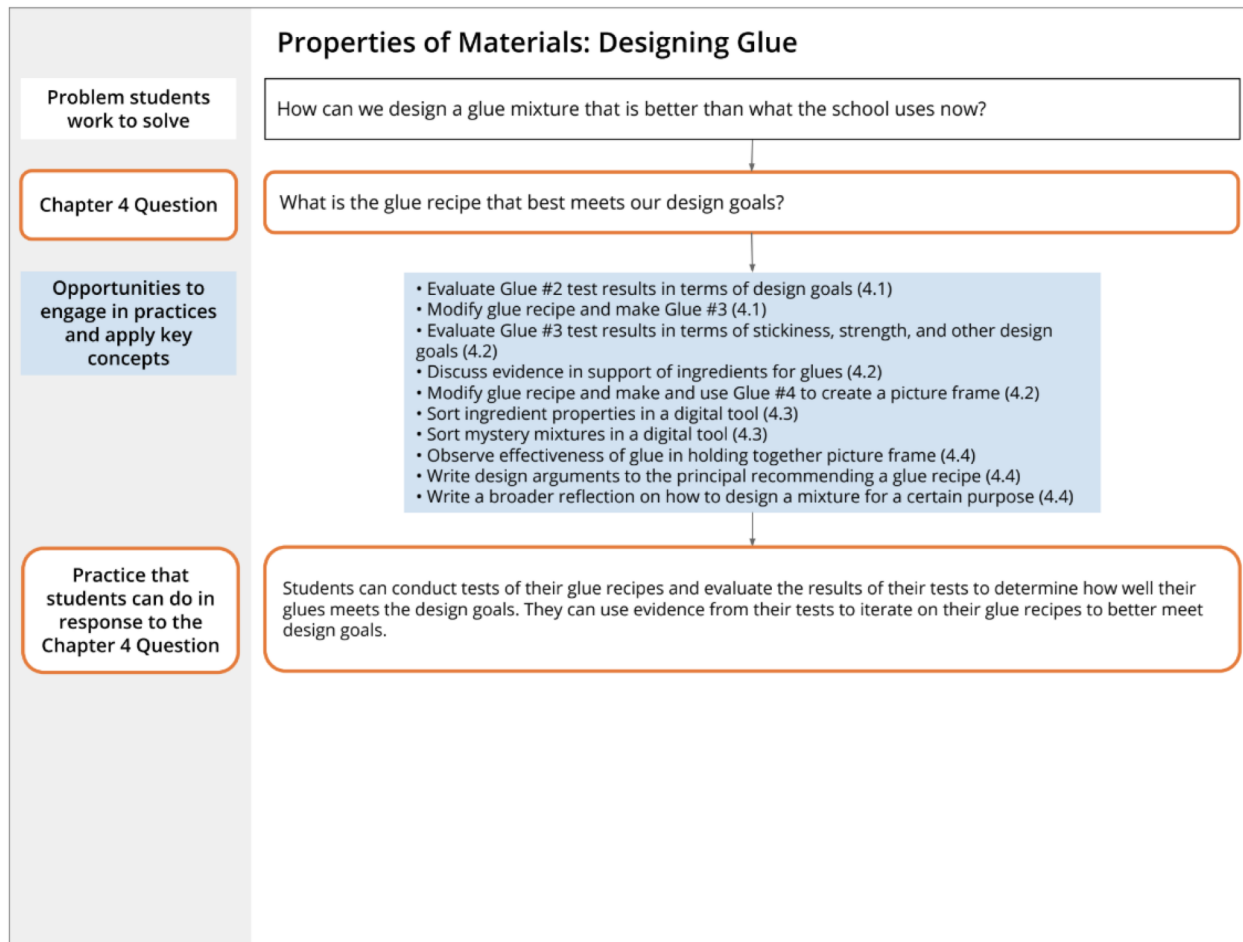 Properties of Materials: Designing Glue
Problem students
work to solve
How can we design a glue mixture that is better than what the school uses now?
Chapter 4 Question
What is the glue recipe that best meets our design goals?
Opportunities to
engage in practices
and apply key
concepts
• Evaluate Glue #2 test results in terms of design goals (4.1)
• Modify glue recipe and make Glue #3 (4.1)
• Evaluate Glue #3 test results in terms of stickiness, strength, and other design
goals (4.2)
• Discuss evidence in support of ingredients for glues (4.2)
• Modify glue recipe and make and use Glue #4 to create a picture frame (4.2)
• Sort ingredient properties in a digital tool (4.3)
• Sort mystery mixtures in a digital tool (4.3)
• Observe effectiveness of glue in holding together picture frame (4.4)
• Write design arguments to the principal recommending a glue recipe (4.4)
• Write a broader reflection on how to design a mixture for a certain purpose (4.4)
Practice that
students can do in
response to the
Chapter 4 Question
Students can conduct tests of their glue recipes and evaluate the results of their tests to determine how well their
glues meets the design goals. They can use evidence from their tests to iterate on their glue recipes to better meet
design goals.